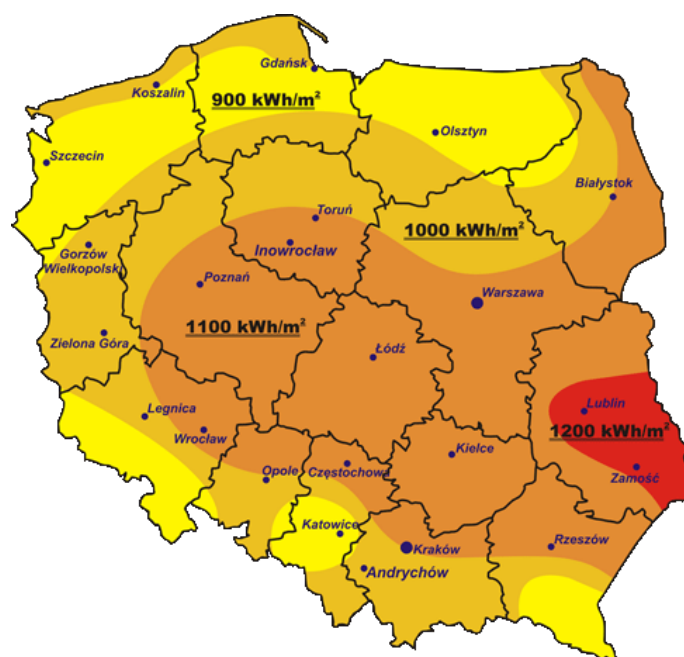 Gdańsk
Koszalin
900 kWh/m²
Olsztyn
Szczecin
Białystok
Toruń
1000 kWh/m²
Gorzów
Wielkopolski
Inowrocław
Poznań
Warszawa
1100 kWh/m²
Zielona Góra
Łódź
Legnica
Lublin
Wrocław
1200 kWh/m²
Kielce
Opole
Częstochowa
Zamość
Katowice
Kraków
Rzeszów
Andrychów